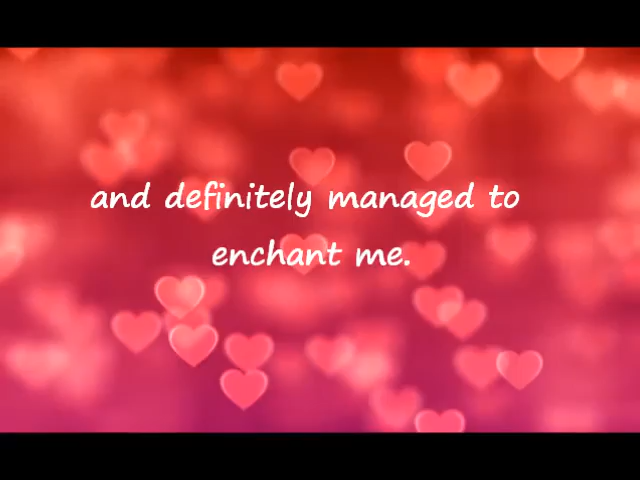 and definitely managed to
enchant me.